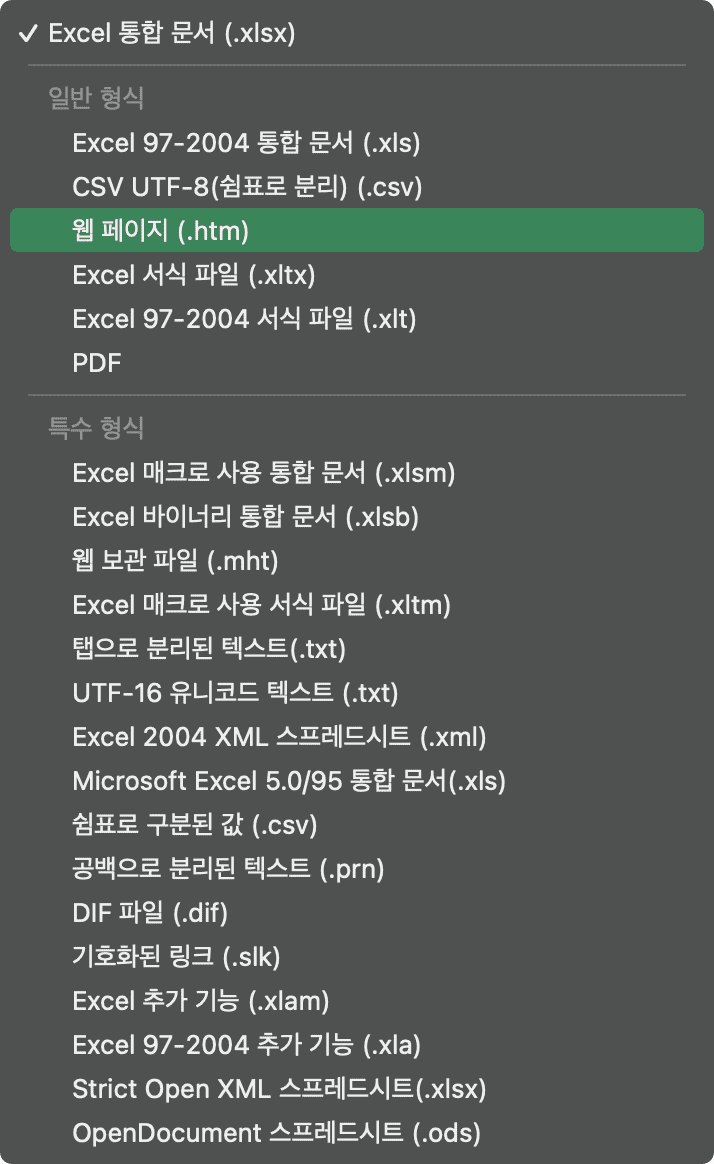 ✓ Excel 통합 문서 (.xlsx)
일반 형식
Excel 97-2004 통합 문서 (.xls)
CSV UTF-8(쉼표로 분리) (.csv)
웹 페이지 (.htm)
Excel 서식 파일 (.xltx)
Excel 97-2004 서식 파일 (.xlt)
PDF
특수 형식
Excel 매크로 사용 통합 문서 (.xlsm)
Excel 바이너리 통합 문서 (.xlsb)
웹 보관 파일 (.mht)
Excel 매크로 사용 서식 파일 (.xltm)
탭으로 분리된 텍스트(.txt)
UTF-16 유니코드 텍스트 (.txt)
Excel 2004 XML 스프레드시트 (.xml)
Microsoft Excel 5.0/95 통합 문서(.xls)
쉼표로 구분된 값 (.csv)
공백으로 분리된 텍스트 (.prn)
DIF 파일 (.dif)
기호화된 링크 (.slk)
Excel 추가 기능 (.xlam)
Excel 97-2004 추가 기능 (.xla)
Strict Open XML 스프레드시트(.xlsx)
OpenDocument 스프레드시트 (.ods)